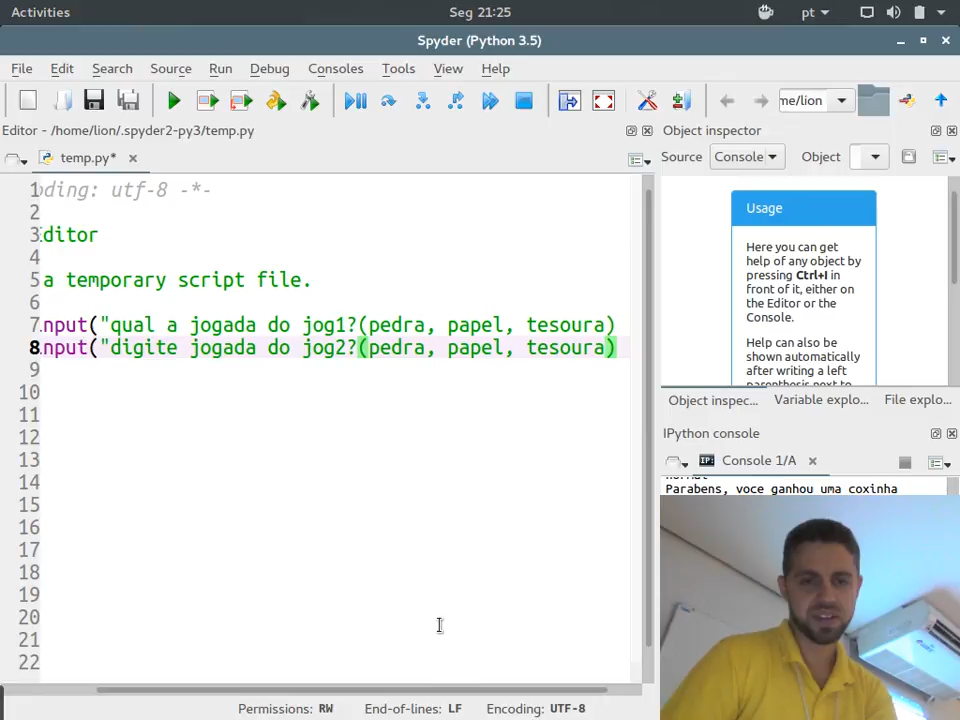 Activities
Seg 21:25
pt
Spyder (Python 3.5)
File Edit Search Source Run Debug Consoles Tools View Help
me/lion
Editor - /home/lion/.spyder2-py3/temp.py
temp.py*
Object inspector
Source Console Object
1 oding: utf-8 -*-
2
3 ditor
4
5 a temporary script file.
6
7 nput("qual a jogada do jog1?(pedra, papel, tesoura)
8 nput("digite jogada do jog2?(pedra, papel, tesoura)
9
10
11
12
13
14
15
16
17
18
19
20
21
22
Usage
Here you can get
help of any object by
pressing Ctrl+I in
front of it, either on
the Editor or the
Console.
Help can also be
shown automatically
after writing a left
parenthesis next to
Object inspec... Variable explo... File explo...
IPython console
IP: Console 1/A
Parabens, voce ganhou uma coxinha
Permissions: RW End-of-lines: LF Encoding: UTF-8